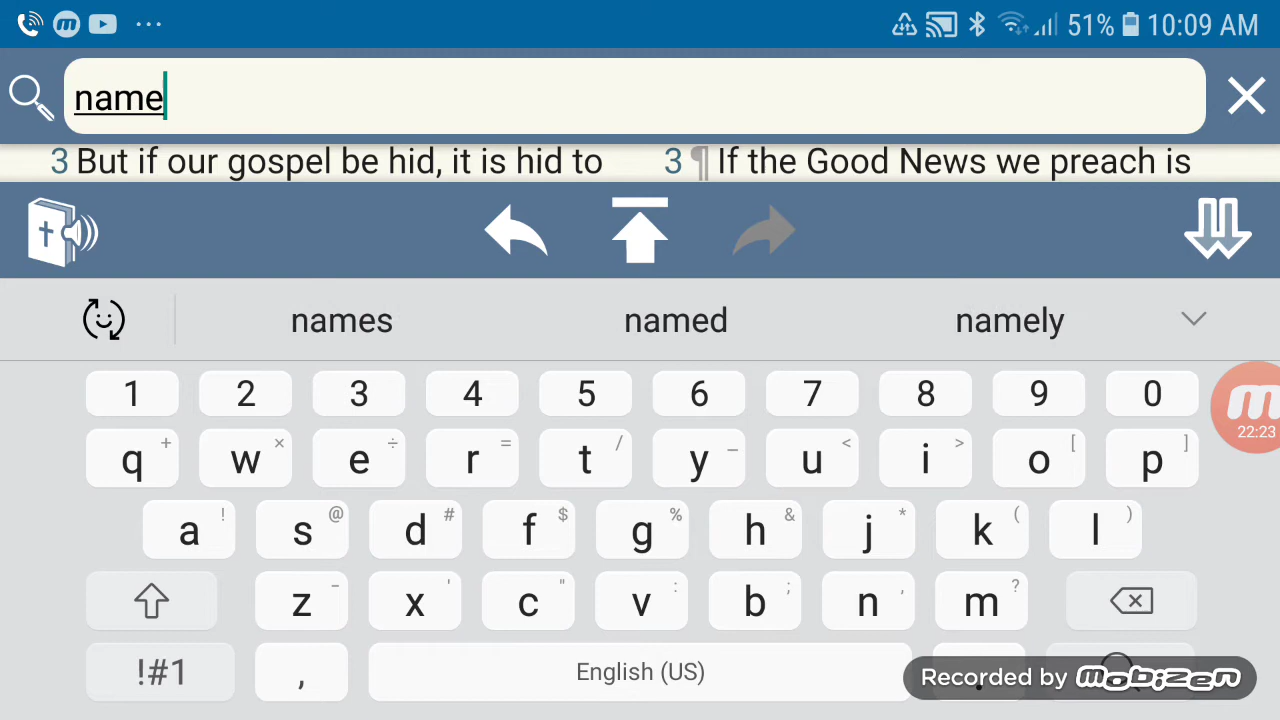 51% 10:09 AM
name
3 But if our gospel be hid, it is hid to
3 ¶ If the Good News we preach is
names named namely
1 2 3 4 5 6 7 8 9 0
q + w × e ÷ r = t / y _ u < i > o [ p ]
a ! s @ d # f $ g % h & j * k ( l )
z - x ' c " v : b ; n , m ?
!#1 , English (US) .
22:23
Recorded by mobizen